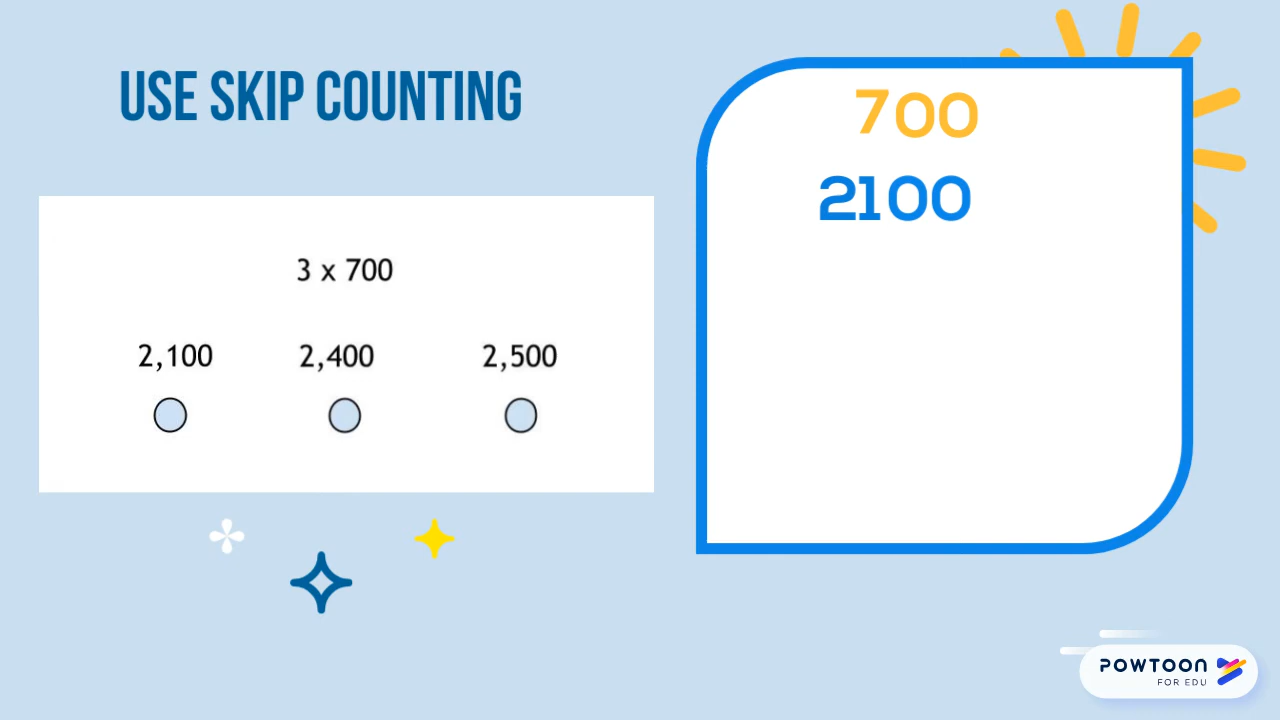 USE SKIP COUNTING
3 x 700
2,100 2,400 2,500
700
2100
POWTOON
FOR EDU